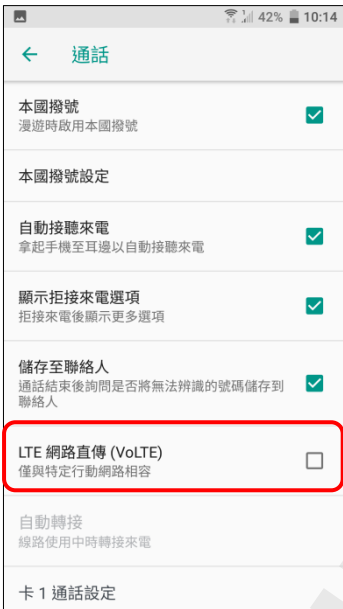 42% 10:14
通話
本國撥號
漫遊時啟用本國撥號
本國撥號設定
自動接聽來電
拿起手機至耳邊以自動接聽來電
顯示拒接來電選項
拒接來電後顯示更多選項
儲存至聯絡人
通話結束後詢問是否將無法辨識的號碼儲存到
聯絡人
LTE 網路直傳 (VoLTE)
僅與特定行動網路相容
自動轉接
線路使用中時轉接來電
卡 1 通話設定